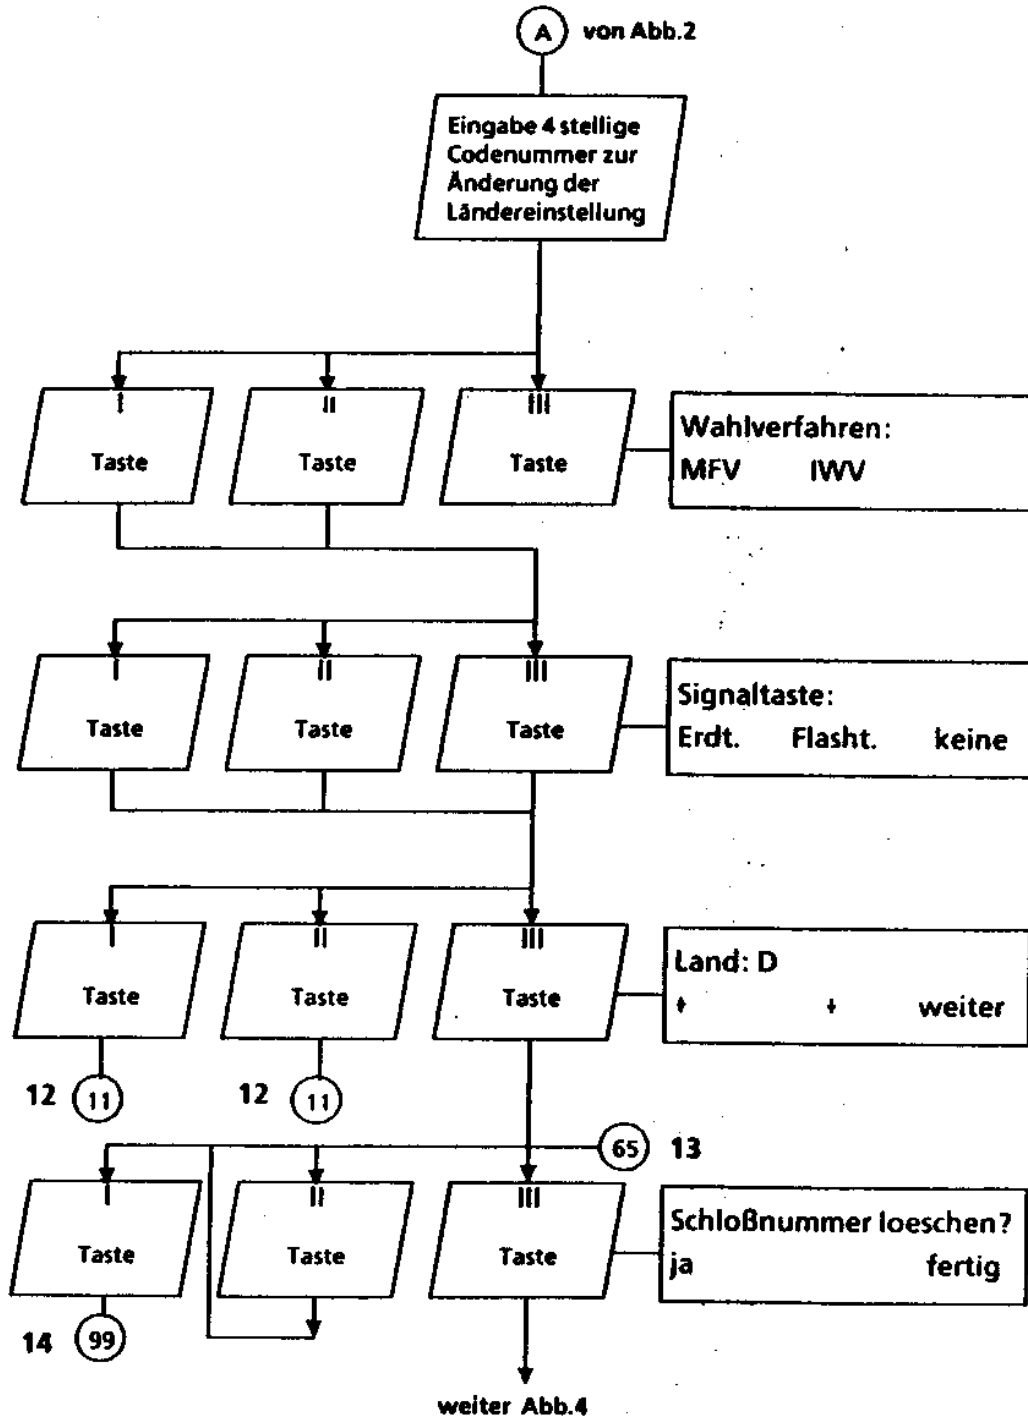 A von Abb.2
Eingabe 4 stellige
Codenummer zur
Änderung der
Ländereinstellung
I II III
Taste Taste Taste
Wahlverfahren:
MFV IWV
I II III
Taste Taste Taste
Signaltaste:
Erdt. Flasht. keine
I II III
Taste Taste Taste
Land: D
weiter
12 11 12 11
65 13
I II III
Taste Taste Taste
Schloßnummer loeschen?
ja fertig
14 99
weiter Abb.4